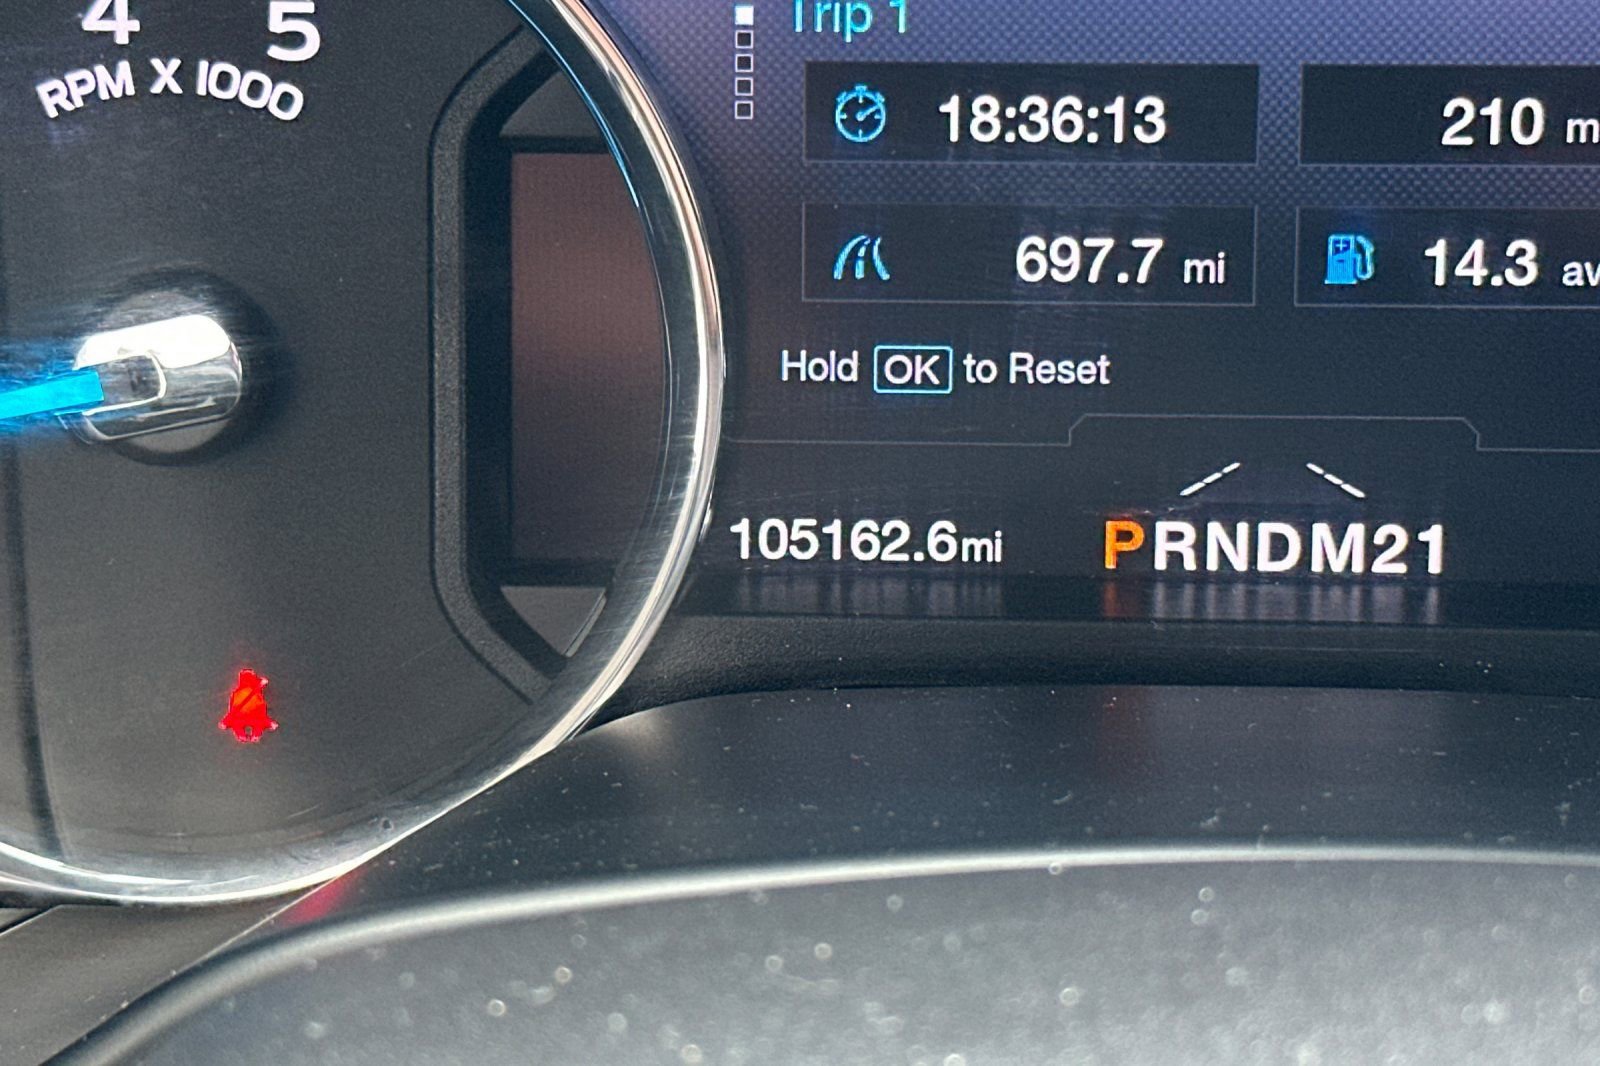 4 5
RPM X 1000
Trip 1
18:36:13
210
697.7 mi
14.3
Hold OK to Reset
105162.6mi
PRNDM21